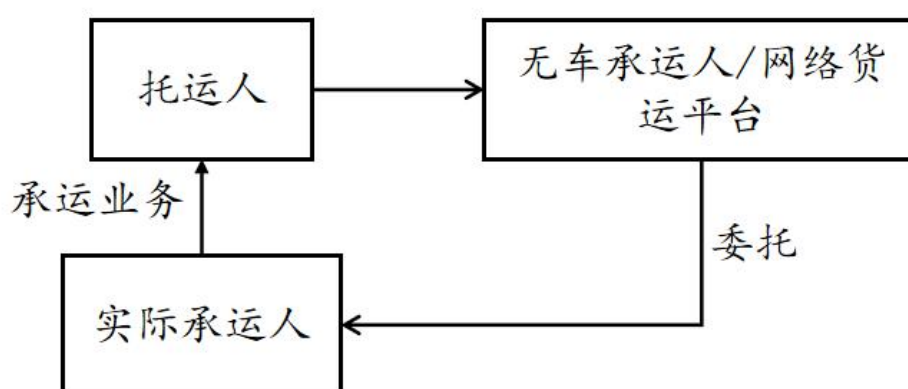 托运人
无车承运人/网络货
运平台
承运业务
委托
实际承运人